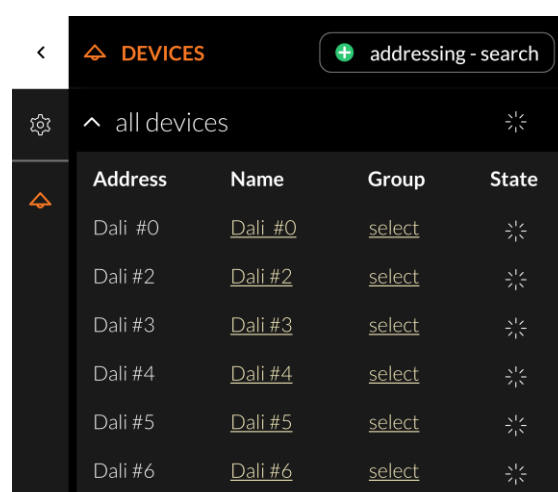 DEVICES addressing - search
all devices
Address Name Group State
Dali #0 Dali #0 select
Dali #2 Dali #2 select
Dali #3 Dali #3 select
Dali #4 Dali #4 select
Dali #5 Dali #5 select
Dali #6 Dali #6 select